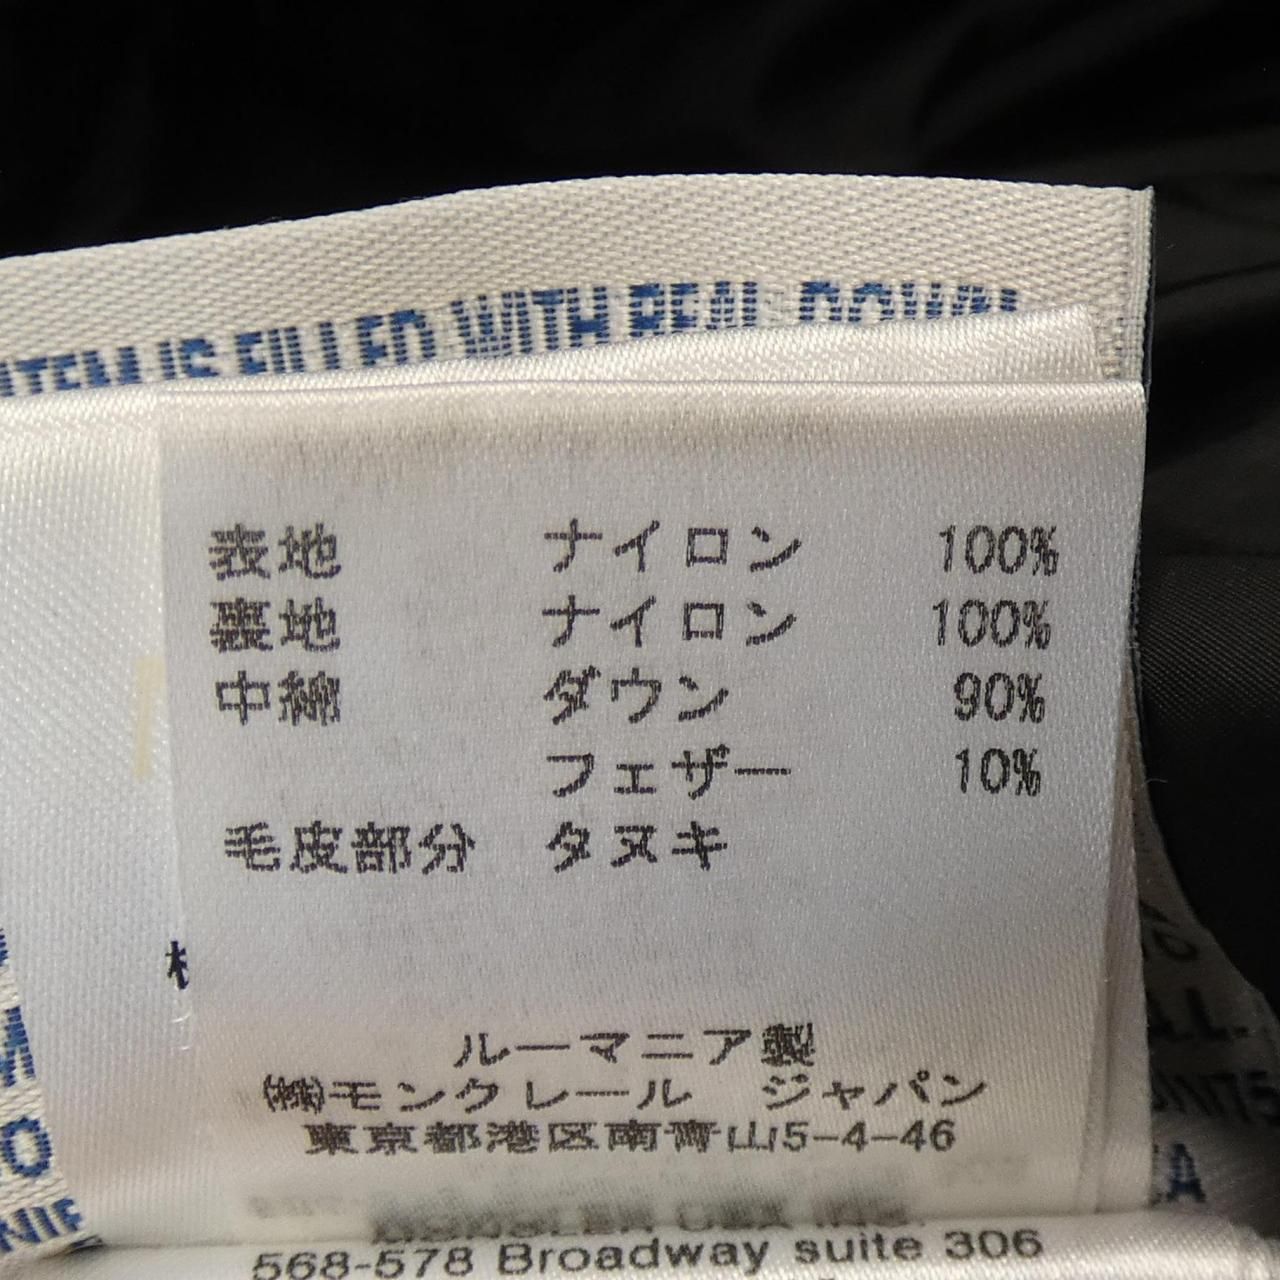 ITEM IS FILLED WITH REAL DOWN
表地 ナイロン 100%
裏地 ナイロン 100%
中綿 ダウン 90%
フェザー 10%
毛皮部分 タヌキ
ルーマニア製
㈱モンクレール ジャパン
東京都港区南青山5-4-46
568-578 Broadway suite 306